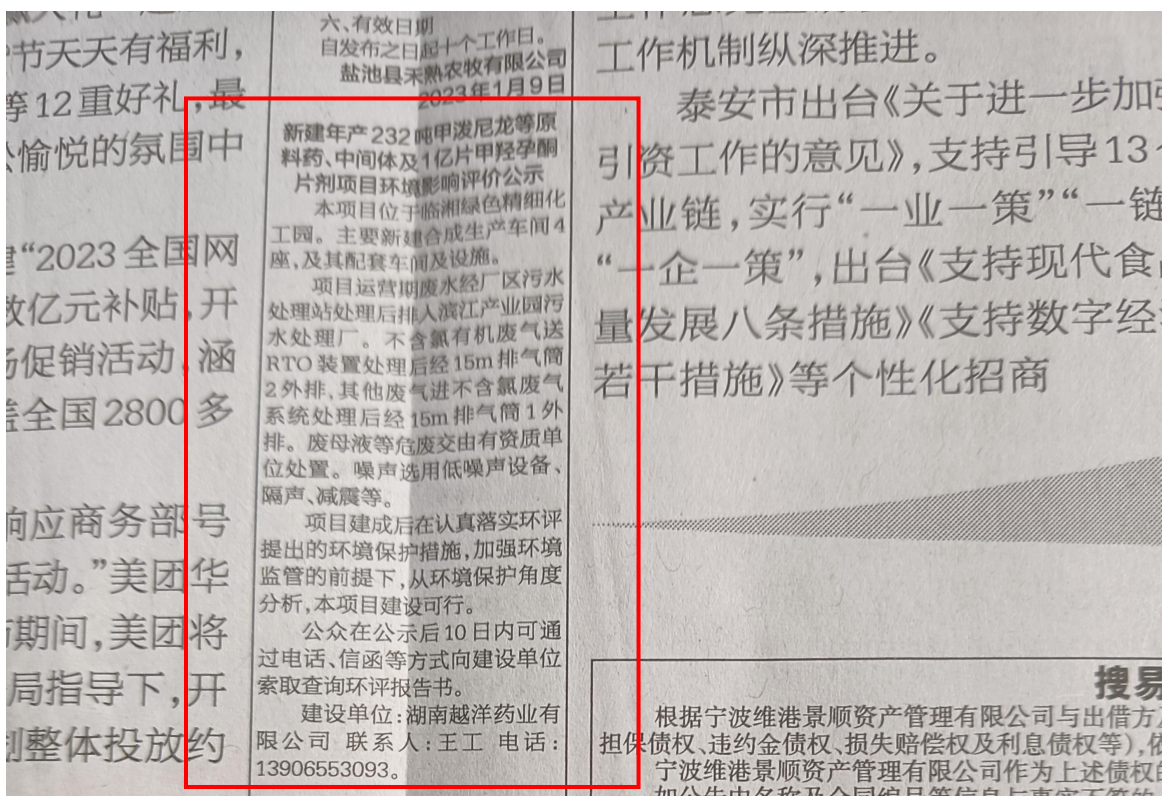 节天天有福利,
等12重好礼,最
愉悦的氛围中
“2023全国网
数亿元补贴,开
促销活动,涵
盖全国2800多
响应商务部号
活动。”美团华
期间,美团将
局指导下,开
划整体投放约
六、有效日期
自发布之日起十个工作日。
盐池县禾熟农牧有限公司
2023年1月9日
新建年产232吨甲泼尼龙等原
料药、中间体及1亿片甲羟孕酮
片剂项目环境影响评价公示
本项目位于临湘绿色精细化
工园。主要新建合成生产车间4
座,及其配套车间及设施。
项目运营期废水经厂区污水
处理站处理后排入滨江产业园污
水处理厂。不含氯有机废气送
RTO装置处理后经15m排气筒
2外排,其他废气进不含氯废气
系统处理后经15m排气筒1外
排。废母液等危废交由有资质单
位处置。噪声选用低噪声设备、
隔声、减震等。
项目建成后在认真落实环评
提出的环境保护措施,加强环境
监管的前提下,从环境保护角度
分析,本项目建设可行。
公众在公示后10日内可通
过电话、信函等方式向建设单位
索取查询环评报告书。
建设单位:湖南越洋药业有
限公司 联系人:王工 电话:
13906553093。
工作机制纵深推进。
泰安市出台《关于进一步加强
引资工作的意见》,支持引导13个
产业链,实行“一业一策”“一链
“一企一策”,出台《支持现代食品
量发展八条措施》《支持数字经
若干措施》等个性化招商
搜易
根据宁波维港景顺资产管理有限公司与出借方
担保债权、违约金债权、损失赔偿权及利息债权等),依
宁波维港景顺资产管理有限公司作为上述债权的